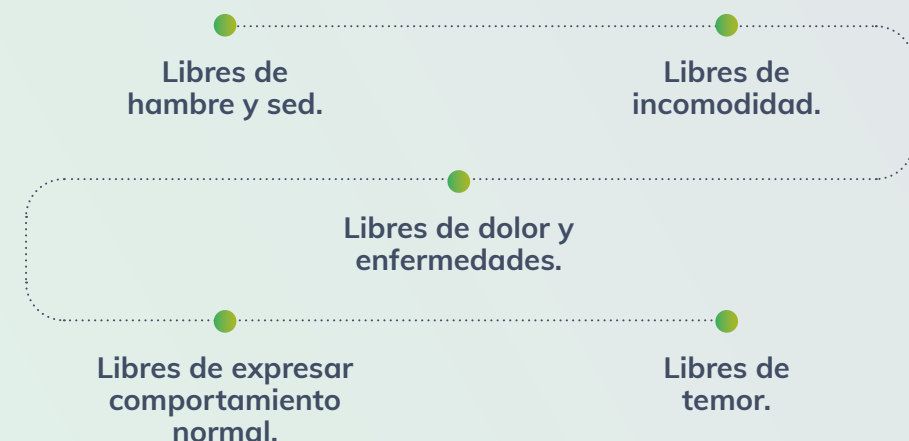 Libres de
hambre y sed.
Libres de
incomodidad.
Libres de dolor y
enfermedades.
Libres de expresar
comportamiento
normal.
Libres de
temor.